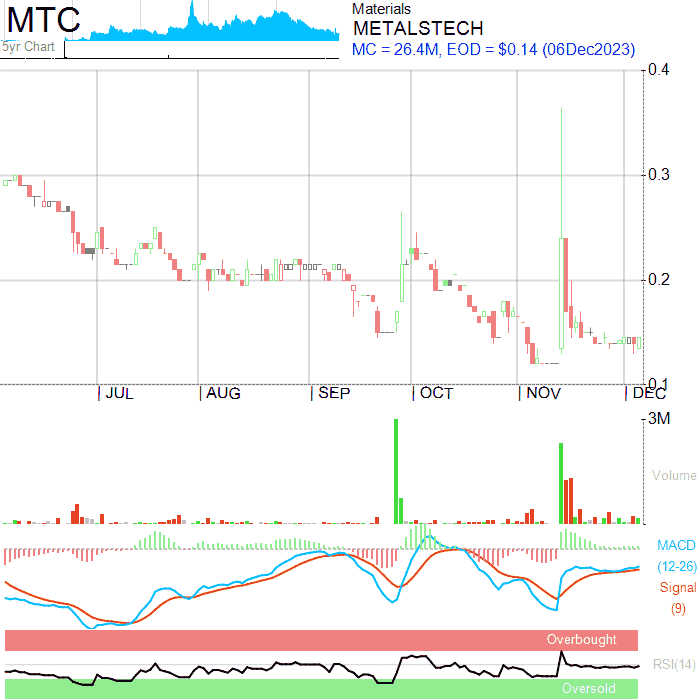 MTC
5yr Chart
Materials
METALSTECH
MC = 26.4M, EOD = $0.14 (06Dec2023)
0.4
0.3
0.2
0.1
JUL AUG SEP OCT NOV DEC
3M
Volume
MACD
(12-26)
Signal
(9)
Overbought
RSI(14)
Oversold